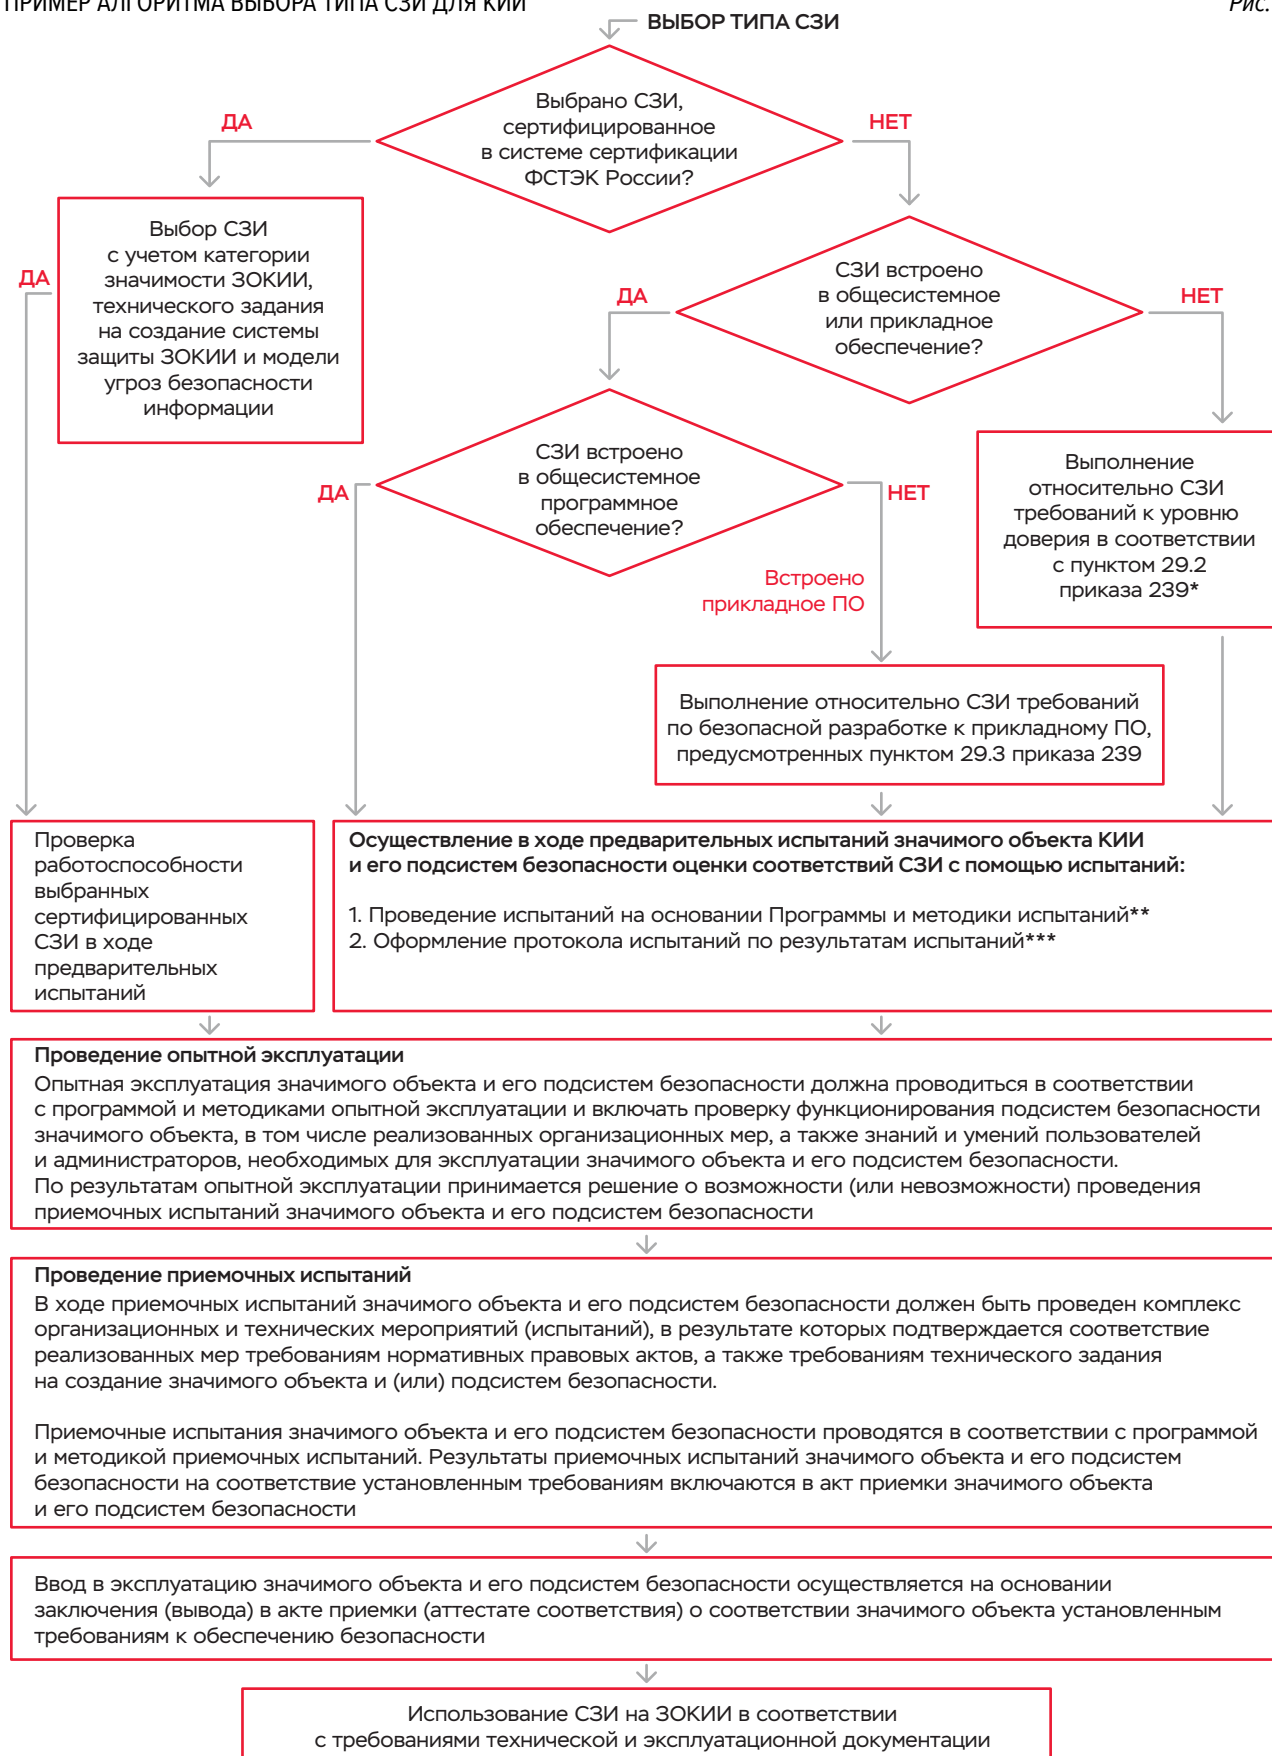 ПРИМЕР АЛГОРИТМА ВЫБОРА ТИПА СЗИ ДЛЯ КИИ
Рис.
ВЫБОР ТИПА СЗИ
Выбрано СЗИ,
сертифицированное
в системе сертификации
ФСТЭК России?
ДА
НЕТ
Выбор СЗИ
с учетом категории
значимости ЗОКИИ,
технического задания
на создание системы
защиты ЗОКИИ и модели
угроз безопасности
информации
ДА
СЗИ встроено
в общесистемное
или прикладное
обеспечение?
ДА
НЕТ
СЗИ встроено
в общесистемное
программное
обеспечение?
ДА
НЕТ
Выполнение
относительно СЗИ
требований к уровню
доверия в соответствии
с пунктом 29.2
приказа 239*
Встроено
прикладное ПО
Выполнение относительно СЗИ требований
по безопасной разработке к прикладному ПО,
предусмотренных пунктом 29.3 приказа 239
Проверка
работоспособности
выбранных
сертифицированных
СЗИ в ходе
предварительных
испытаний
Осуществление в ходе предварительных испытаний значимого объекта КИИ
и его подсистем безопасности оценки соответствий СЗИ с помощью испытаний:
1. Проведение испытаний на основании Программы и методики испытаний**
2. Оформление протокола испытаний по результатам испытаний***
Проведение опытной эксплуатации
Опытная эксплуатация значимого объекта и его подсистем безопасности должна проводиться в соответствии
с программой и методиками опытной эксплуатации и включать проверку функционирования подсистем безопасности
значимого объекта, в том числе реализованных организационных мер, а также знаний и умений пользователей
и администраторов, необходимых для эксплуатации значимого объекта и его подсистем безопасности.
По результатам опытной эксплуатации принимается решение о возможности (или невозможности) проведения
приемочных испытаний значимого объекта и его подсистем безопасности
Проведение приемочных испытаний
В ходе приемочных испытаний значимого объекта и его подсистем безопасности должен быть проведен комплекс
организационных и технических мероприятий (испытаний), в результате которых подтверждается соответствие
реализованных мер требованиям нормативных правовых актов, а также требованиям технического задания
на создание значимого объекта и (или) подсистем безопасности.
Приемочные испытания значимого объекта и его подсистем безопасности проводятся в соответствии с программой
и методикой приемочных испытаний. Результаты приемочных испытаний значимого объекта и его подсистем
безопасности на соответствие установленным требованиям включаются в акт приемки значимого объекта
и его подсистем безопасности
Ввод в эксплуатацию значимого объекта и его подсистем безопасности осуществляется на основании
заключения (вывода) в акте приемки (аттестате соответствия) о соответствии значимого объекта установленным
требованиям к обеспечению безопасности
Использование СЗИ на ЗОКИИ в соответствии
с требованиями технической и эксплуатационной документации